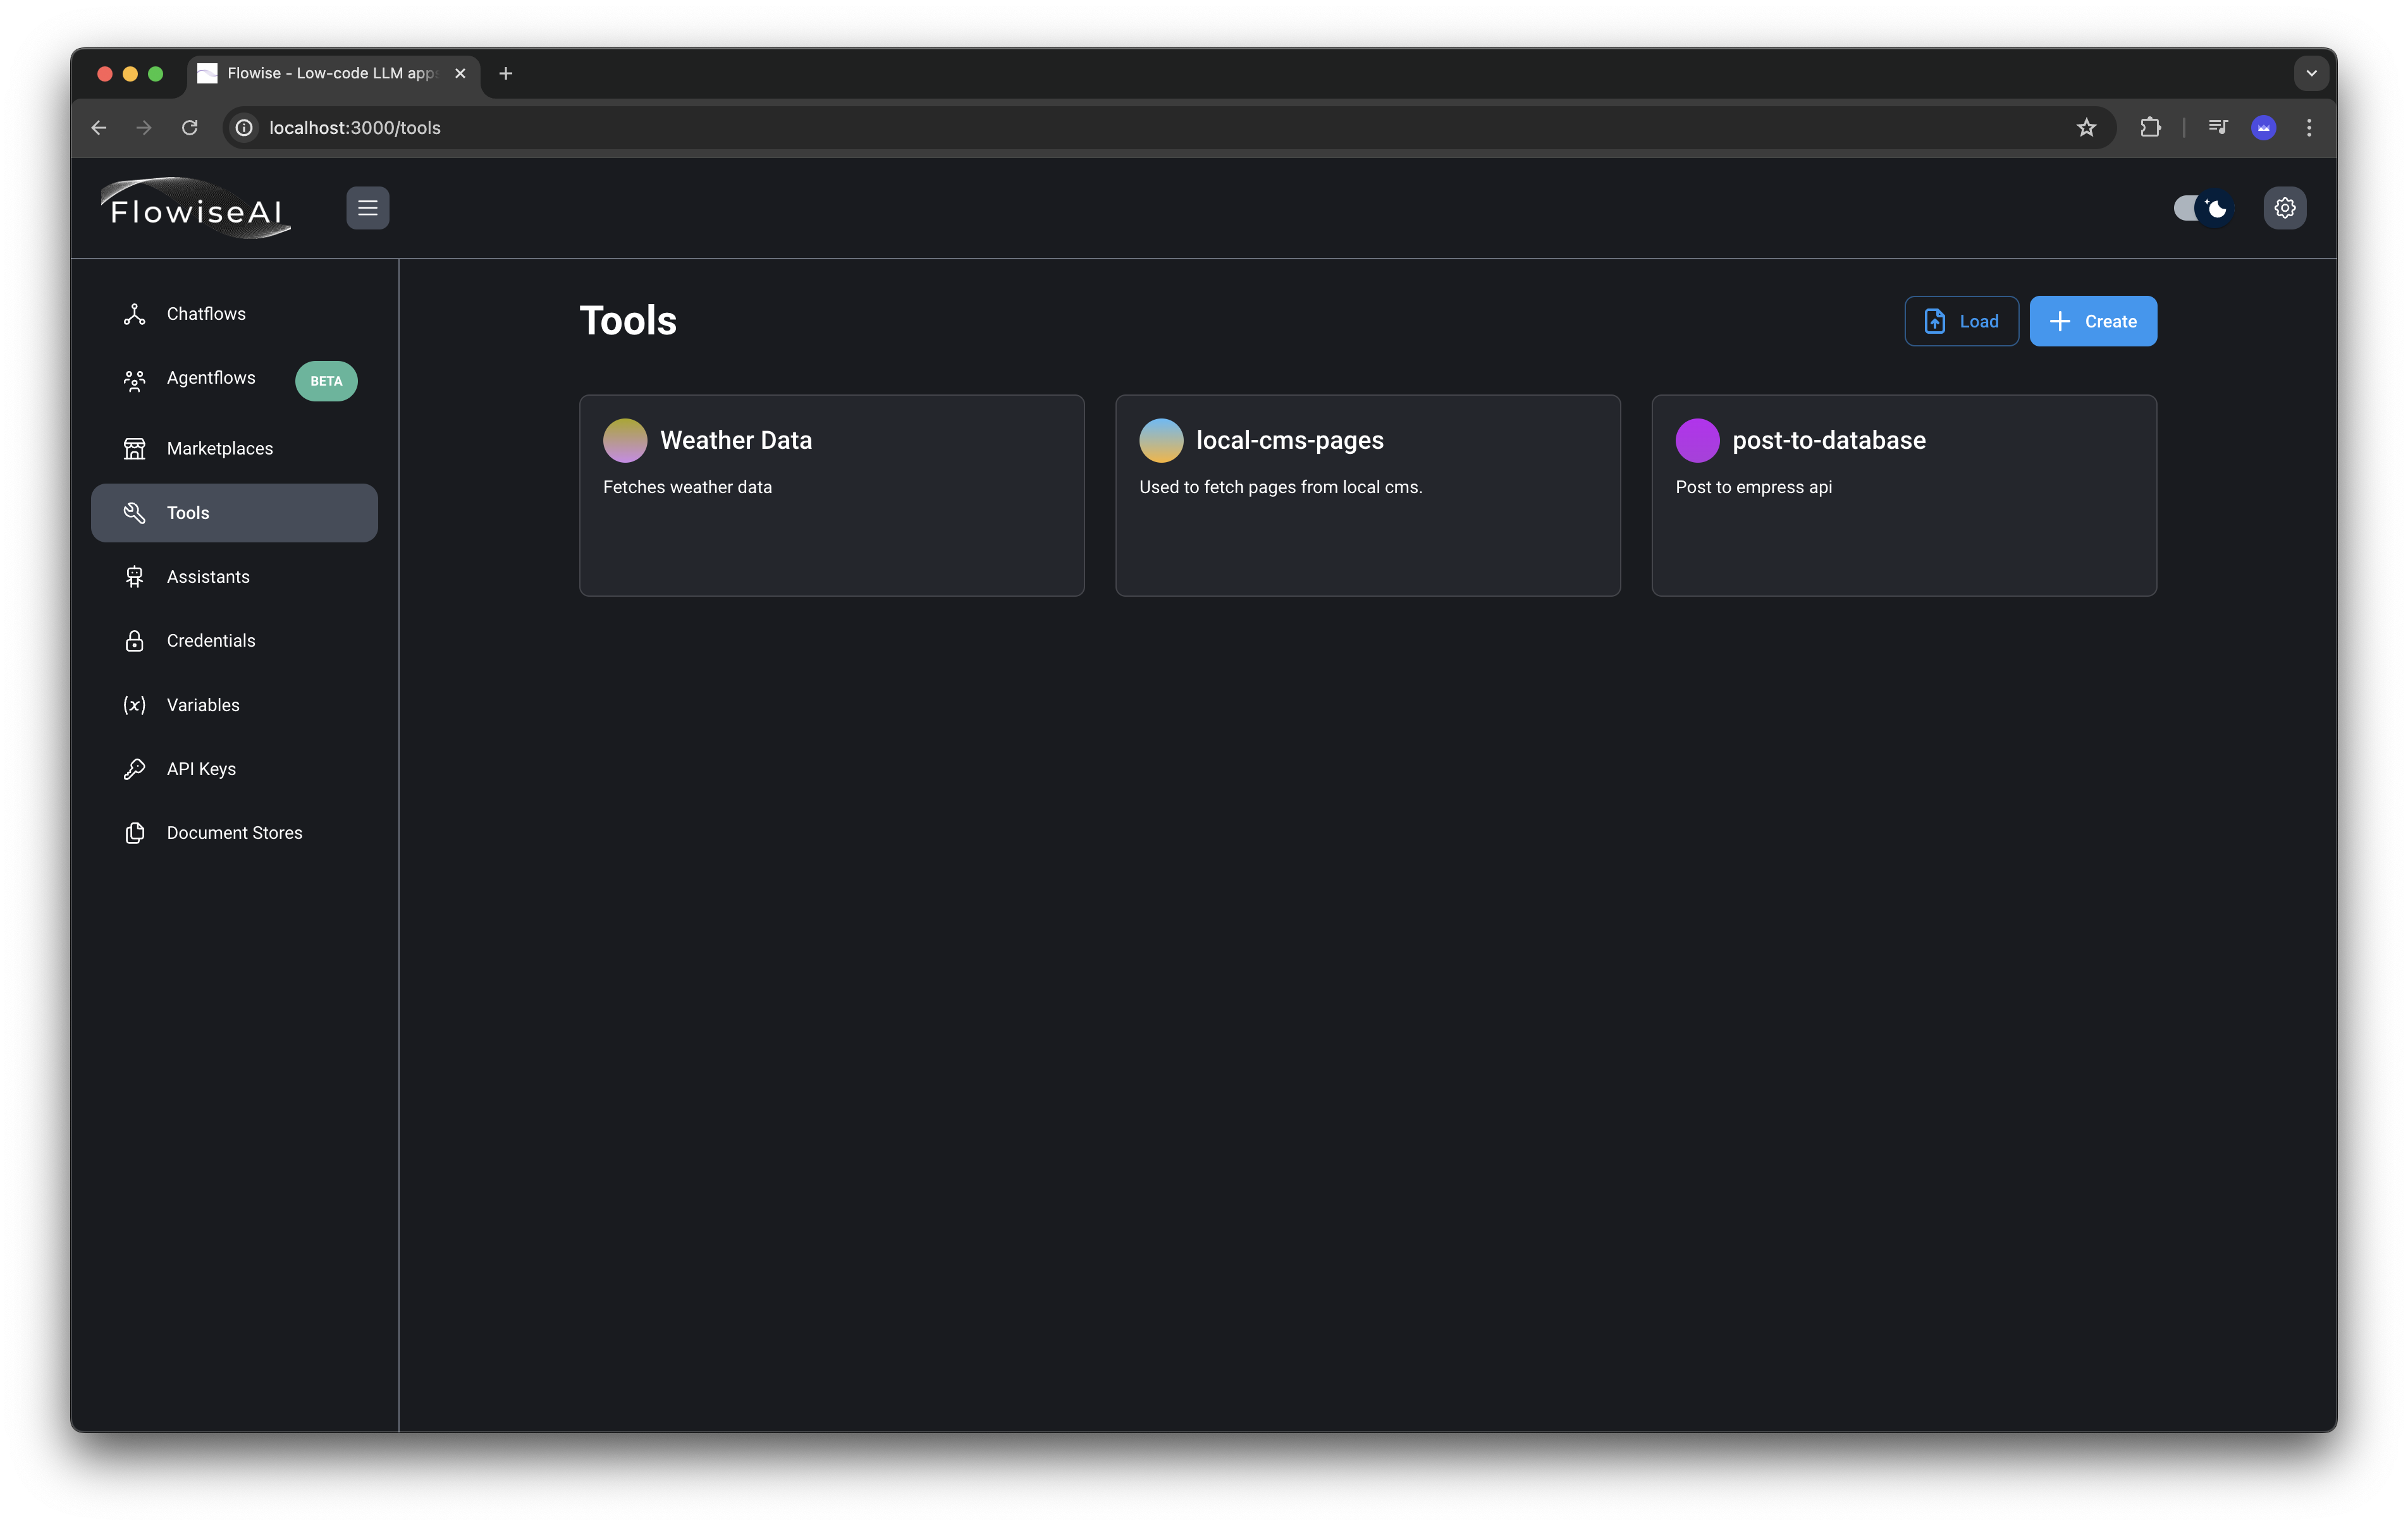 Flowise - Low-code LLM apps
localhost:3000/tools
FlowiseAI
Chatflows
Agentflows BETA
Marketplaces
Tools
Assistants
Credentials
(x) Variables
API Keys
Document Stores
Tools
Load
Create
Weather Data
Fetches weather data
local-cms-pages
Used to fetch pages from local cms.
post-to-database
Post to empress api